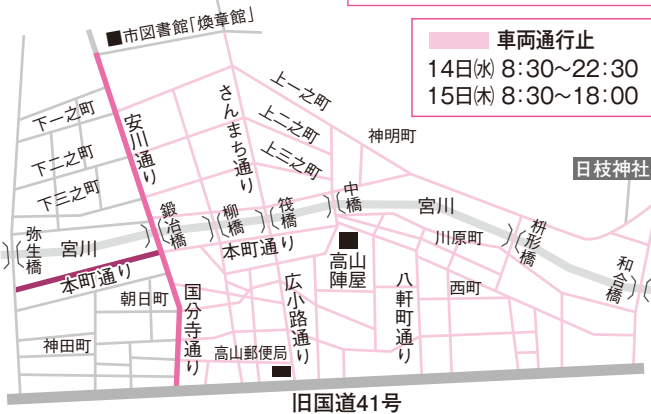 ■市図書館「煥章館」
車両通行止
14日㈬ 8:30〜22:30
15日㈭ 8:30〜18:00
下一之町
下二之町
下三之町
安川通り
さんまち通り
上一之町
上二之町
上三之町
神明町
日枝神社
弥生橋
宮川
鍛冶橋
柳橋
筏橋
中橋
宮川
枡形橋
和合橋
本町通り
本町通り
川原町
高山陣屋
朝日町
国分寺通り
広小路通り
八軒町通り
西町
神田町
高山郵便局
旧国道41号